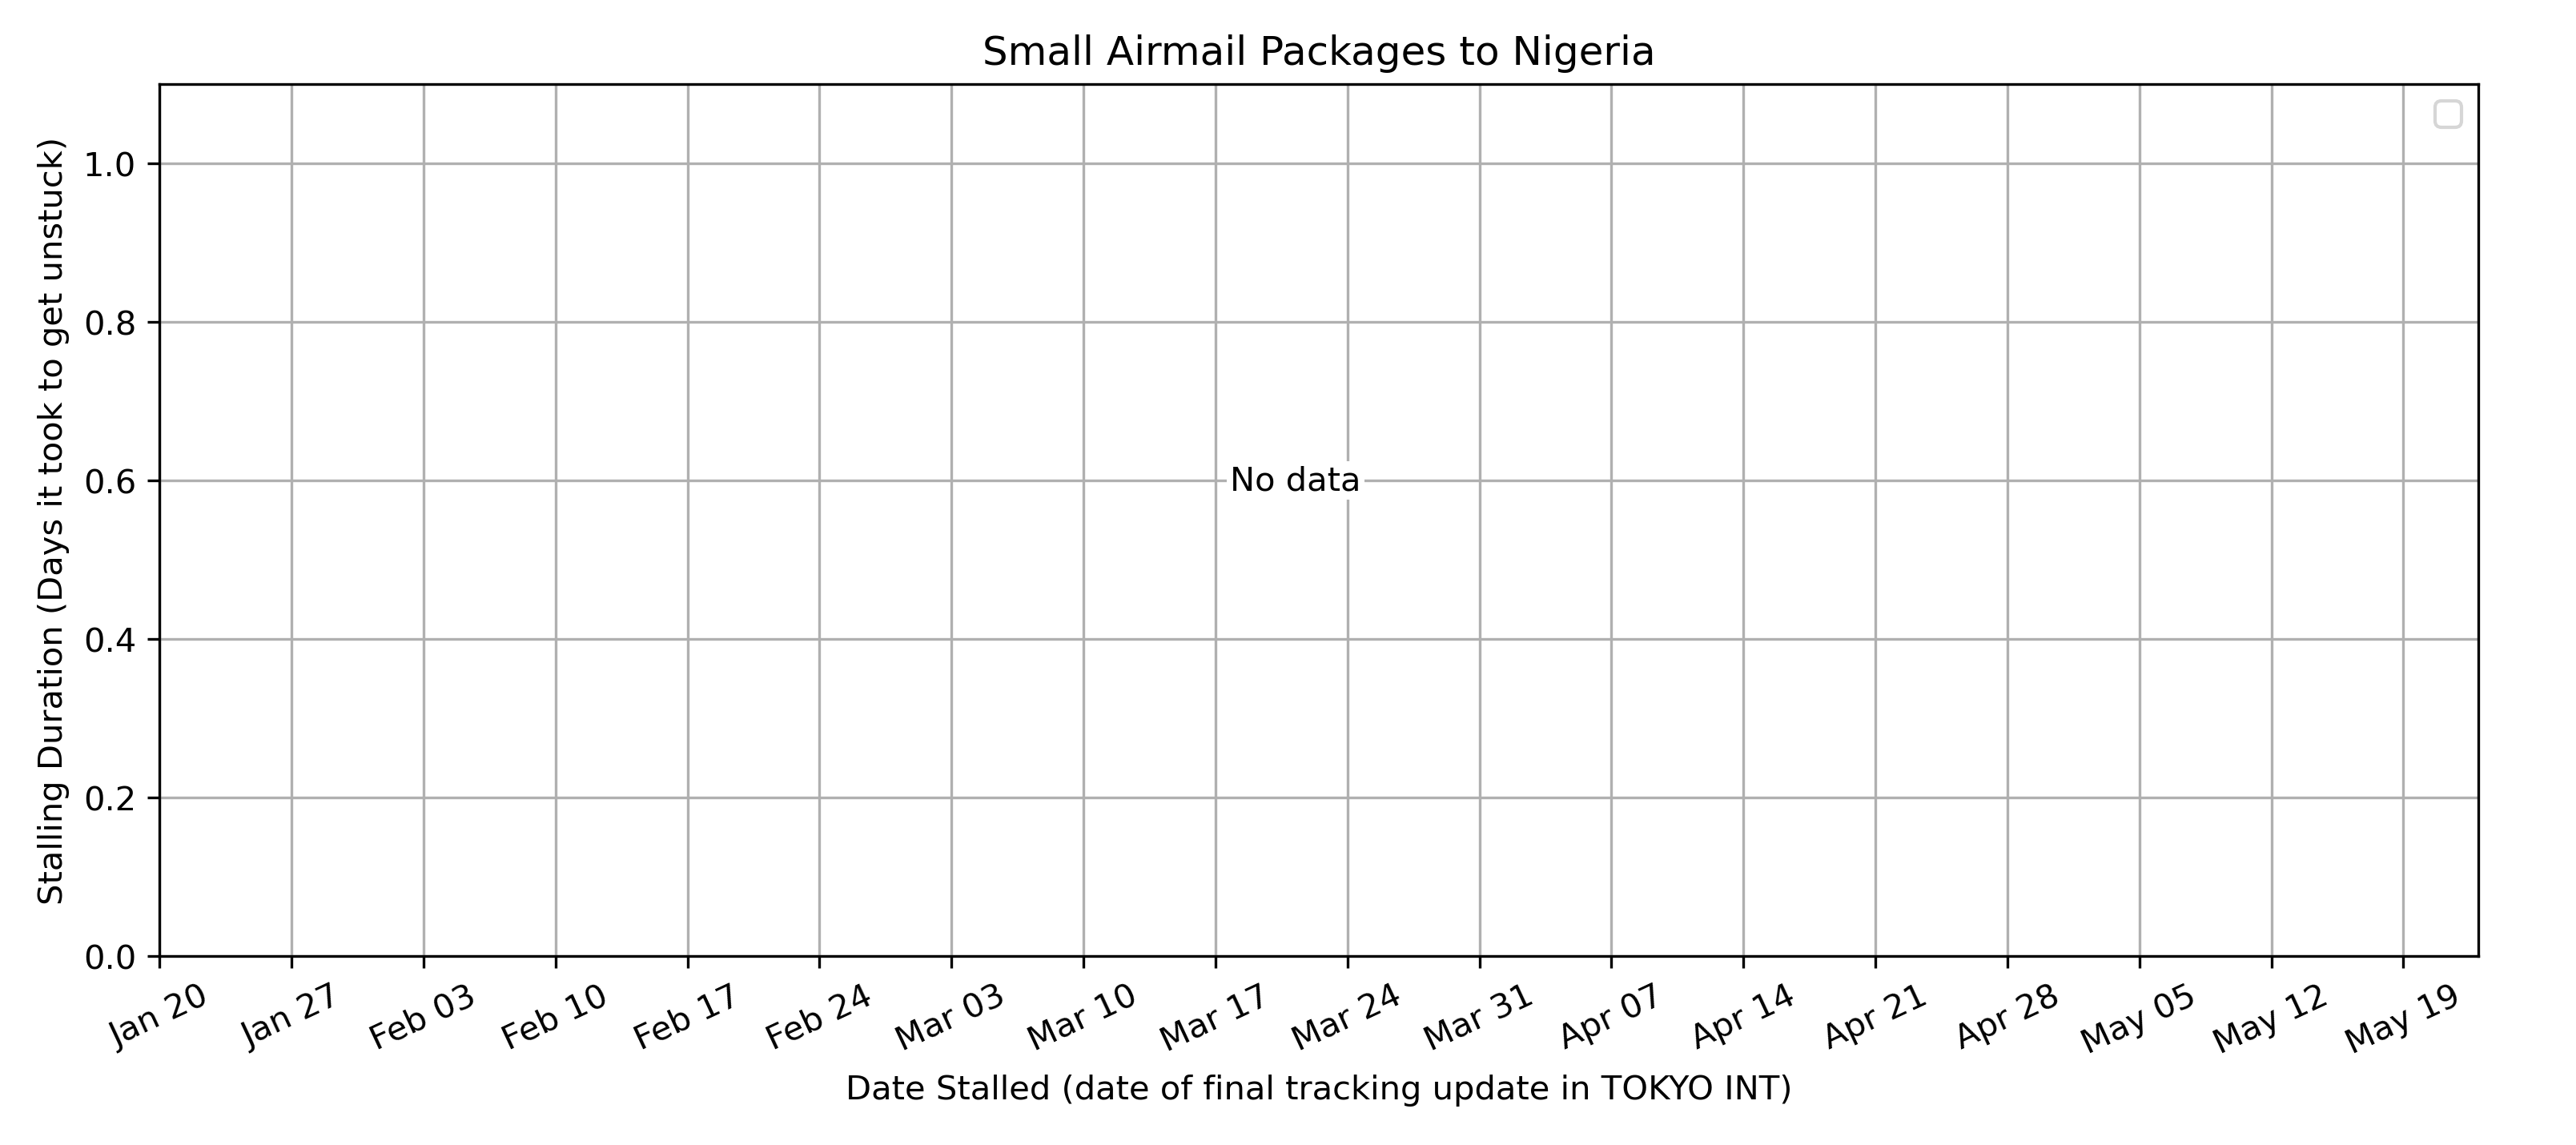 Small Airmail Packages to Nigeria
Stalling Duration (Days it took to get unstuck)
1.0
0.8
0.6
0.4
0.2
0.0
No data
Jan 20 Jan 27 Feb 03 Feb 10 Feb 17 Feb 24 Mar 03 Mar 10 Mar 17 Mar 24 Mar 31 Apr 07 Apr 14 Apr 21 Apr 28 May 05 May 12 May 19
Date Stalled (date of final tracking update in TOKYO INT)